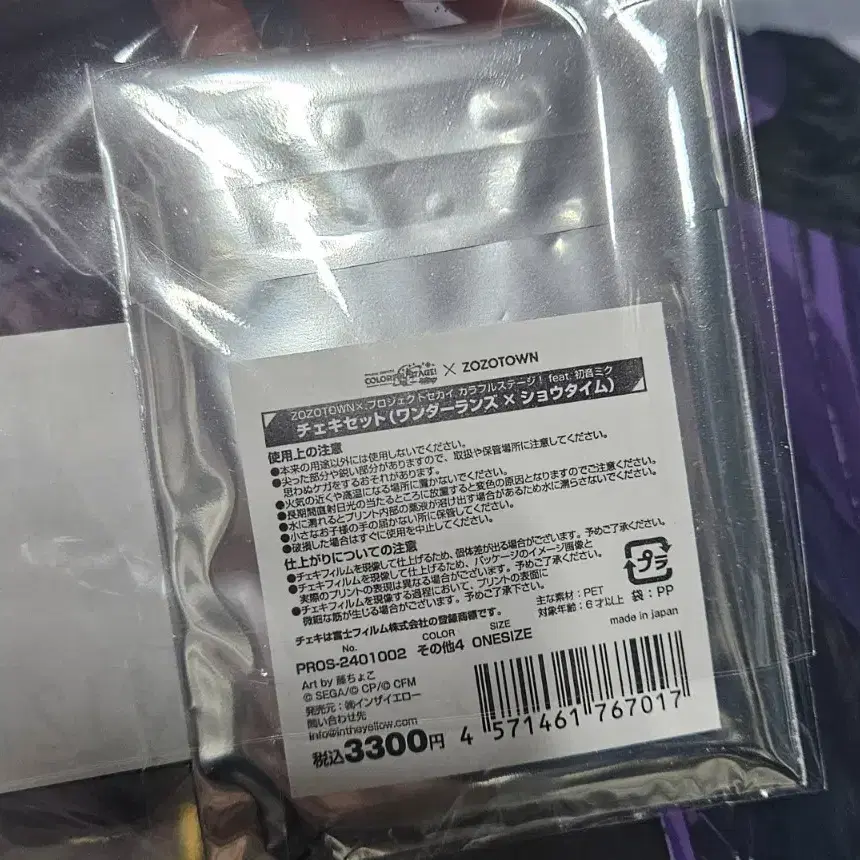 COLORFUL STAGE! × ZOZOTOWN
ZOZOTOWN×プロジェクトセカイ カラフルステージ！ feat. 初音ミク
チェキセット(ワンダーランズ×ショウタイム)
使用上の注意
●本来の用途以外には使用しないでください。
●尖った部分や鋭い部分がありますので、取扱や保管場所に注意してください。
思わぬケガをするおそれがあります。
●火気の近くや高温になる場所に置かないでください。
●長期間直射日光の当たるところに放置すると変色の原因となりますのでご注意ください。
●水に濡れるとプリント内部の薬液が溶け出す場合があるため水に濡らさないでください。
●小さなお子様の手の届かない所に保管してください。
●破損した場合はすぐに使用を中止してください。
仕上がりについての注意
●チェキフィルムを現像して仕上げるため、個体差が出る場合がございます。予めご了承ください。
●チェキフィルムを現像して仕上げるため、パッケージのイメージ画像と
実際のプリントの表現は異なる場合がございます。予めご了承ください。
●チェキフィルムを現像する過程において、プリントの表面に
微細な筋が生じる場合がございます。予めご了承下さい。
チェキは富士フイルム株式会社の登録商標です。
プラ
主な素材：PET
対象年齢：6才以上 袋：PP
made in japan
No. COLOR SIZE
PROS-2401002 その他4 ONESIZE
Art by 藤ちょこ
© SEGA/© CP/© CFM
発売元：㈱インザイエロー
問い合わせ先
info@intheyellow.com
税込3300円
4 571461 767017